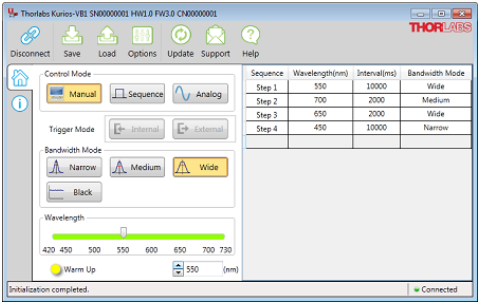 Thorlabs Kurios-VB1 SN00000001 HW1.0 FW3.0 CN00000001
THORLABS
Disconnect Save Load Options Update Support Help
Control Mode
Manual Sequence Analog
Trigger Mode Internal External
Bandwidth Mode
Narrow Medium Wide
Black
Wavelength
420 450 500 550 600 650 700 730
Warm Up 550 (nm)
Sequence Wavelength(nm) Interval(ms) Bandwidth Mode
Step 1 550 10000 Wide
Step 2 700 2000 Medium
Step 3 650 2000 Wide
Step 4 450 10000 Narrow
Initialization completed. Connected